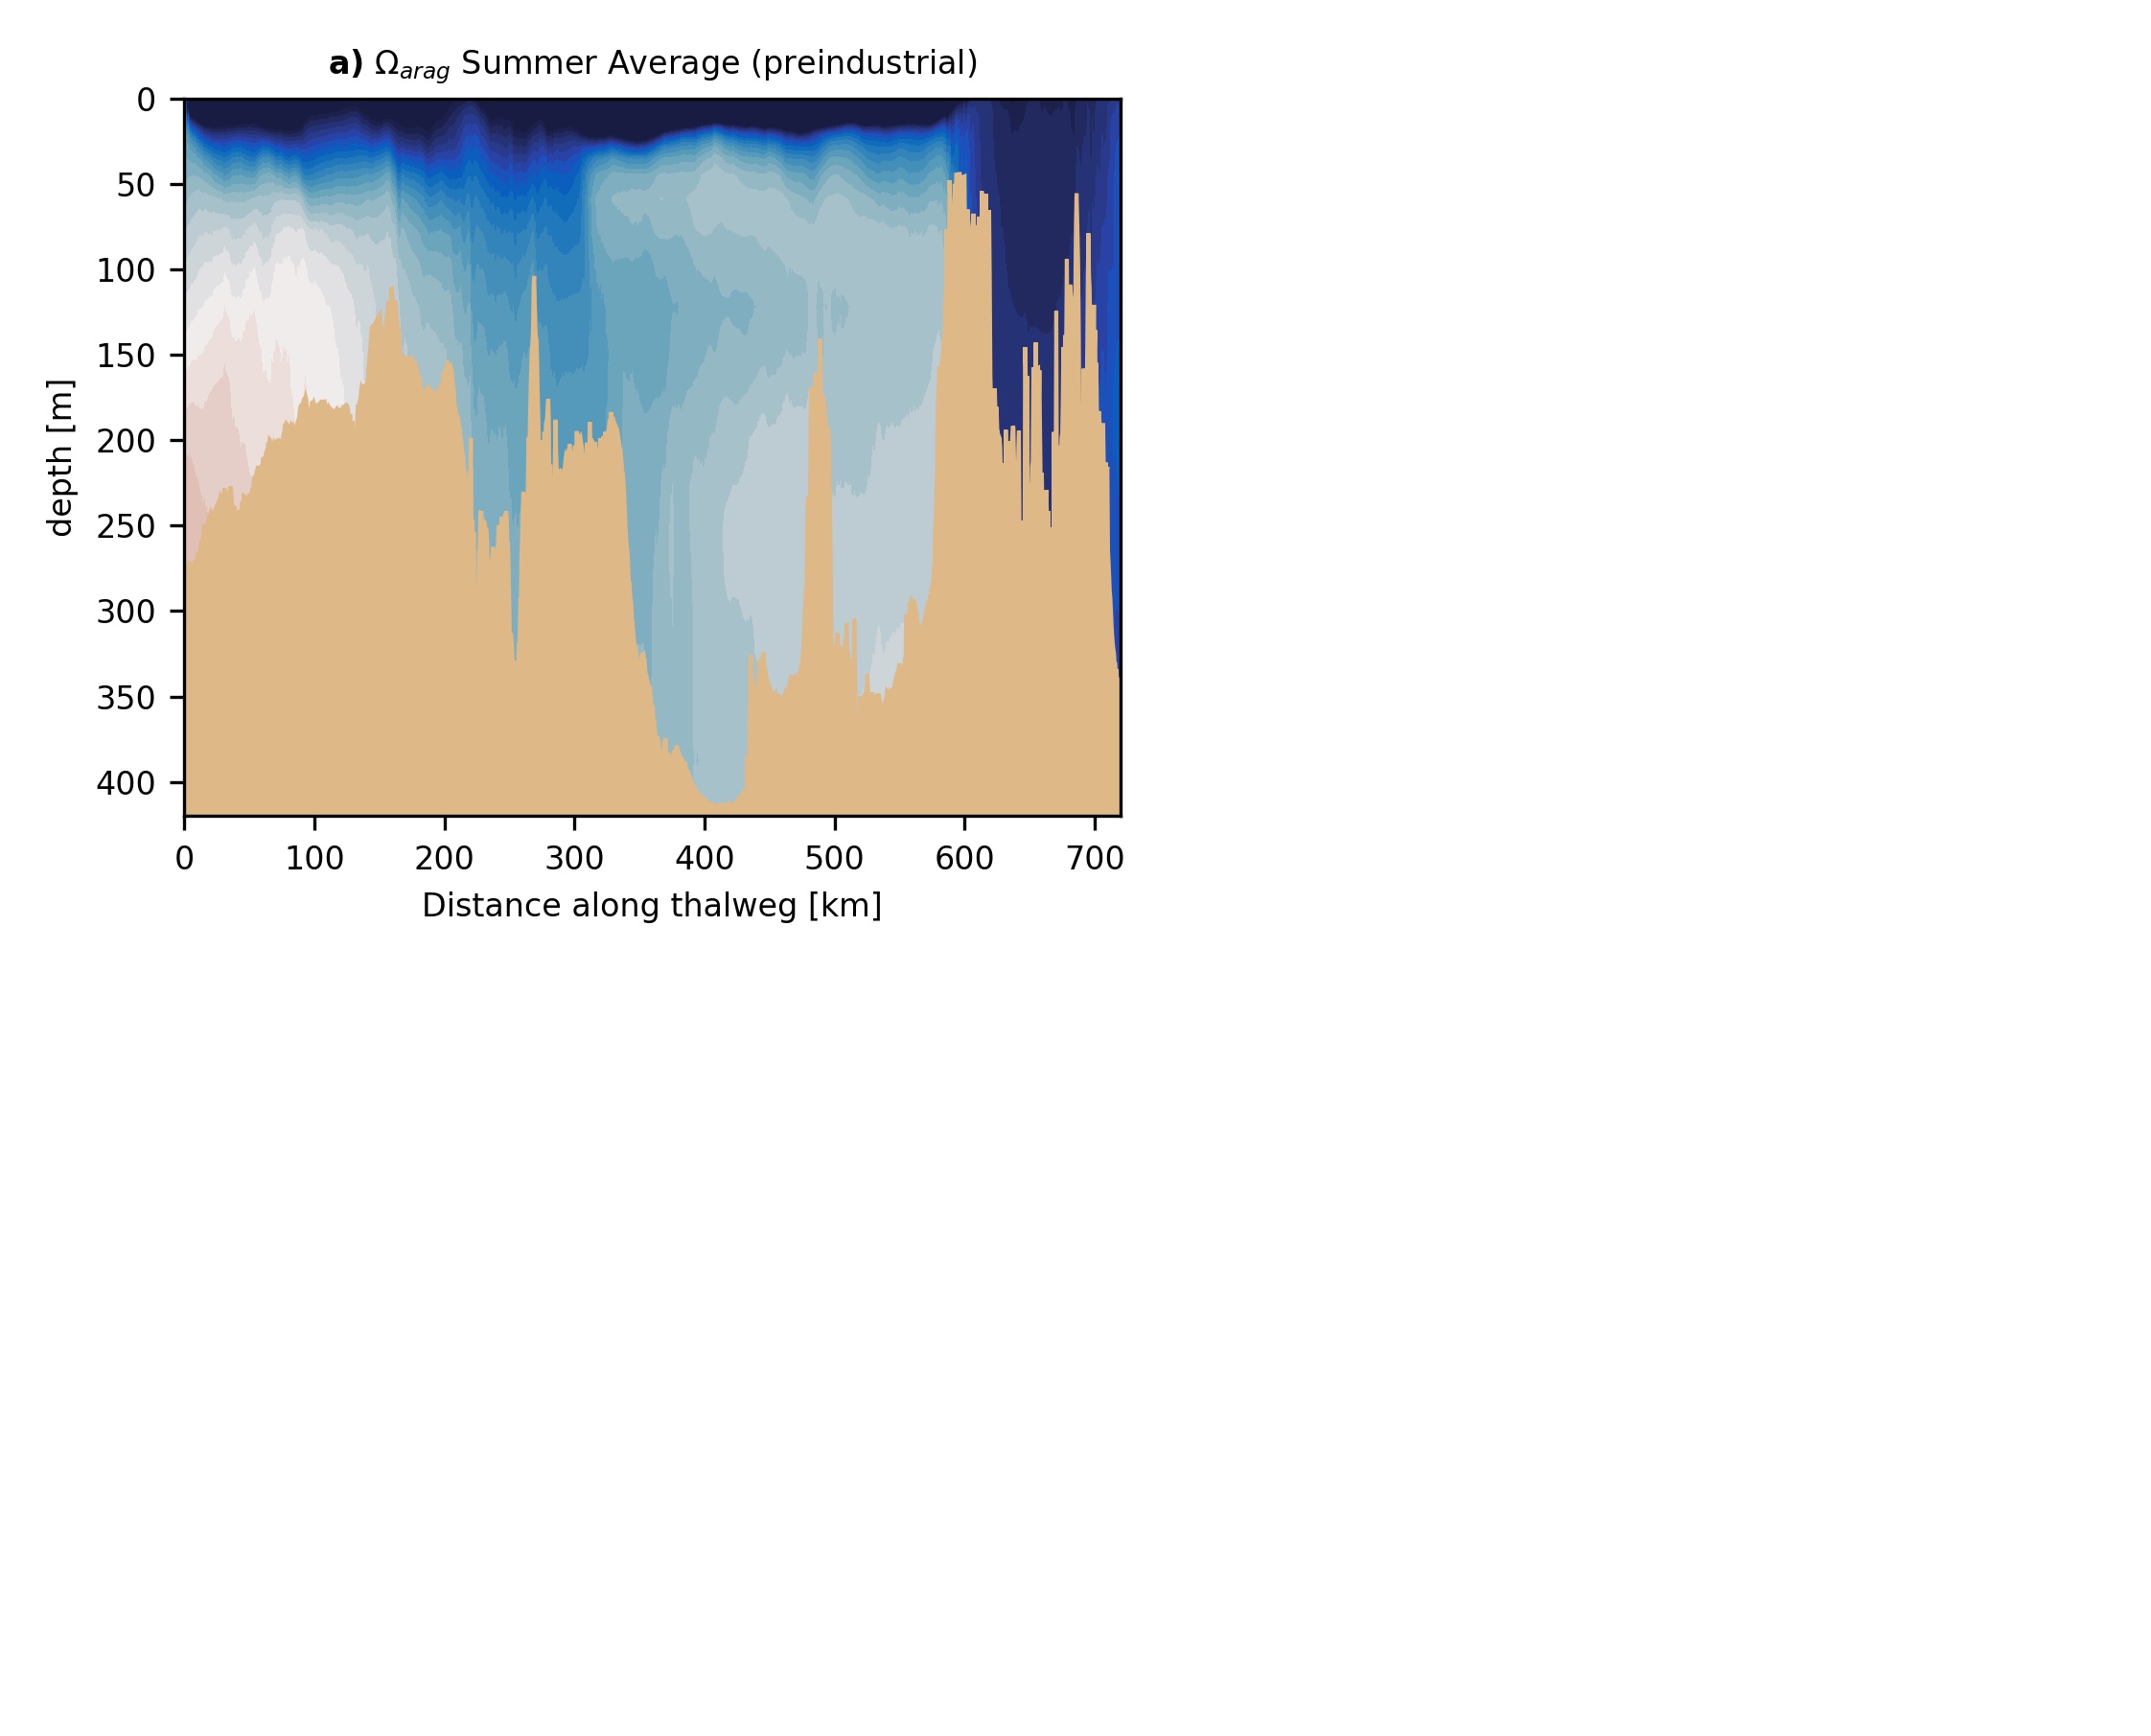 a) Ωarag Summer Average (preindustrial)
0
50
100
150
200
250
300
350
400
depth [m]
0 100 200 300 400 500 600 700
Distance along thalweg [km]